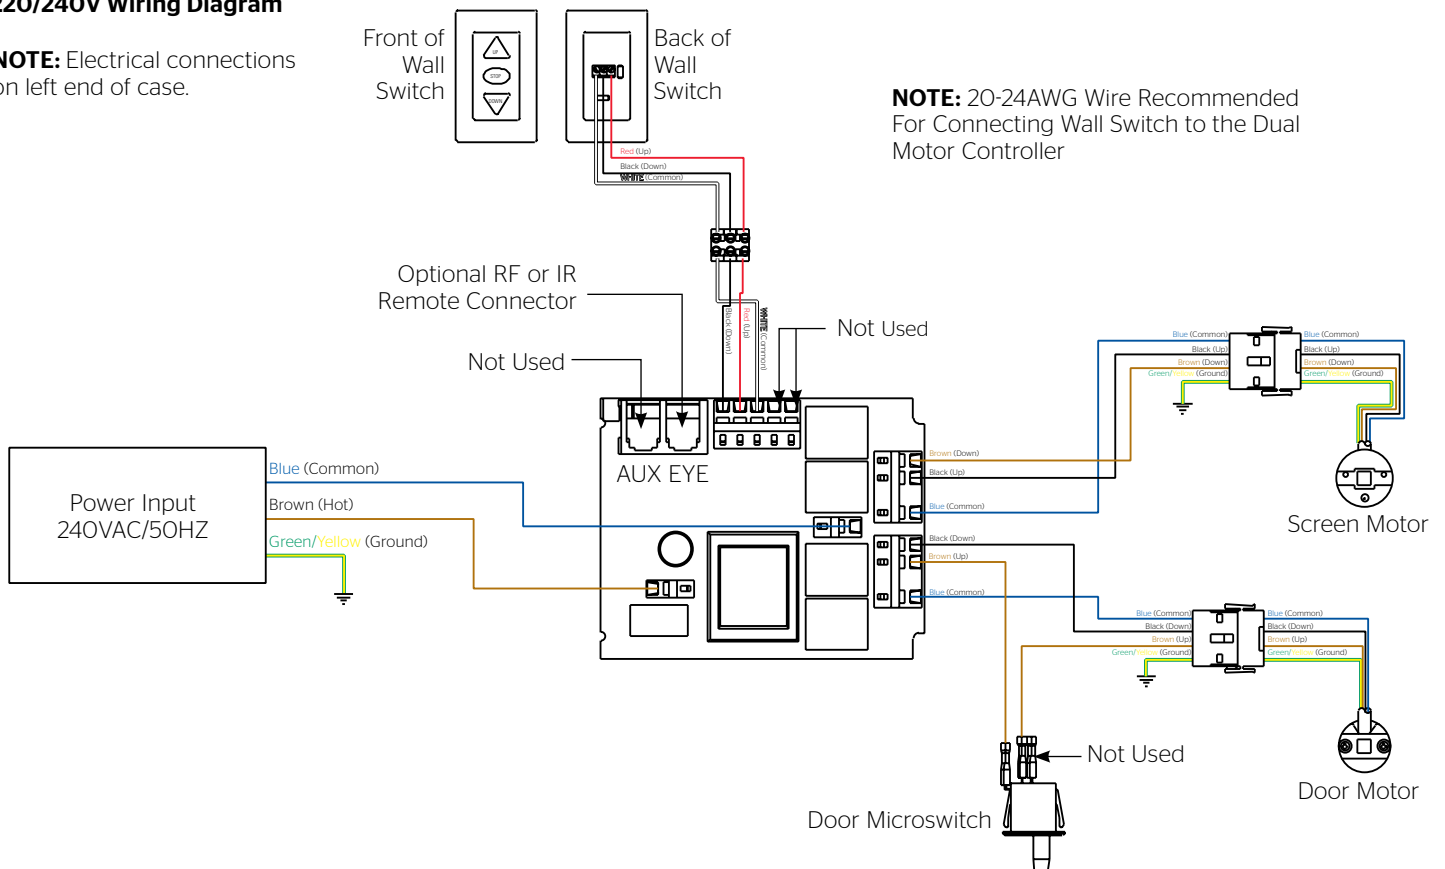 220/240V Wiring Diagram
NOTE: Electrical connections
on left end of case.
Front of
Wall
Switch
UP
STOP
DOWN
Back of
Wall
Switch
NOTE: 20-24AWG Wire Recommended
For Connecting Wall Switch to the Dual
Motor Controller
Red (Up)
Black (Down)
WHITE (Common)
Optional RF or IR
Remote Connector
Not Used
Black (Down)
Red (Up)
WHITE (Common)
Not Used
AUX EYE
Power Input
240VAC/50HZ
Blue (Common)
Brown (Hot)
Green/Yellow (Ground)
Brown (Down)
Black (Up)
Blue (Common)
Black (Down)
Brown (Up)
Blue (Common)
Blue (Common)
Black (Up)
Brown (Down)
Green/Yellow (Ground)
Blue (Common)
Black (Up)
Brown (Down)
Green/Yellow (Ground)
Screen Motor
Blue (Common)
Black (Down)
Brown (Up)
Green/Yellow (Ground)
Blue (Common)
Black (Down)
Brown (Up)
Green/Yellow (Ground)
Door Motor
Not Used
Door Microswitch